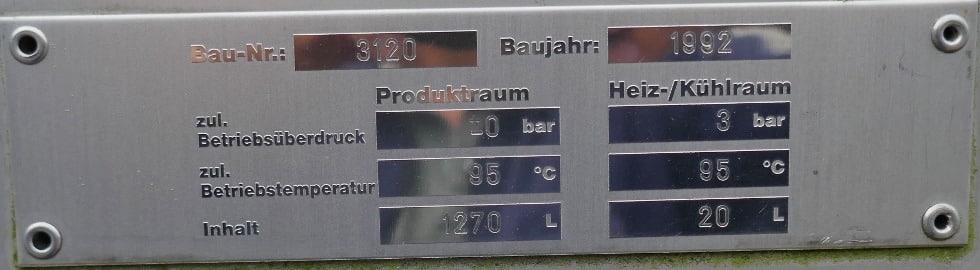 Bau-Nr.: 3120 Baujahr: 1992
Produktraum Heiz-/Kühlraum
zul.
Betriebsüberdruck bar 3 bar
zul.
Betriebstemperatur 95 °C 95 °C
Inhalt 1270 L 20 L